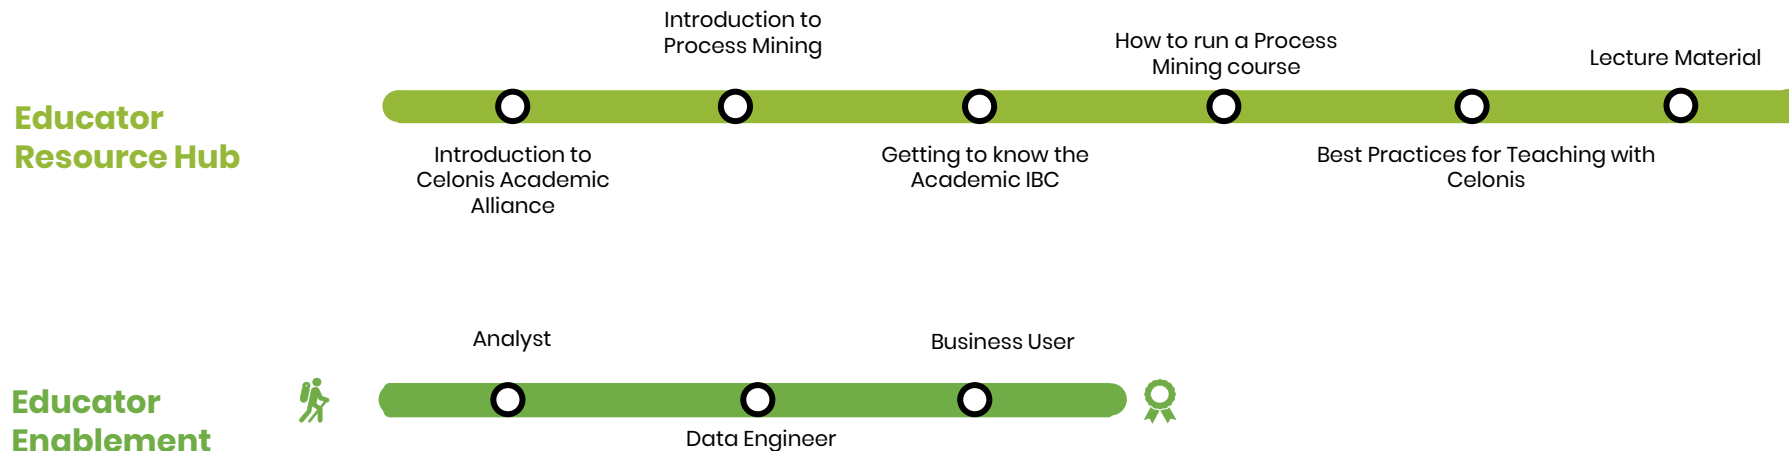 Introduction to
Process Mining
How to run a Process
Mining course
Lecture Material
Educator
Resource Hub
Introduction to
Celonis Academic
Alliance
Getting to know the
Academic IBC
Best Practices for Teaching with
Celonis
Analyst
Business User
Educator
Enablement
Data Engineer